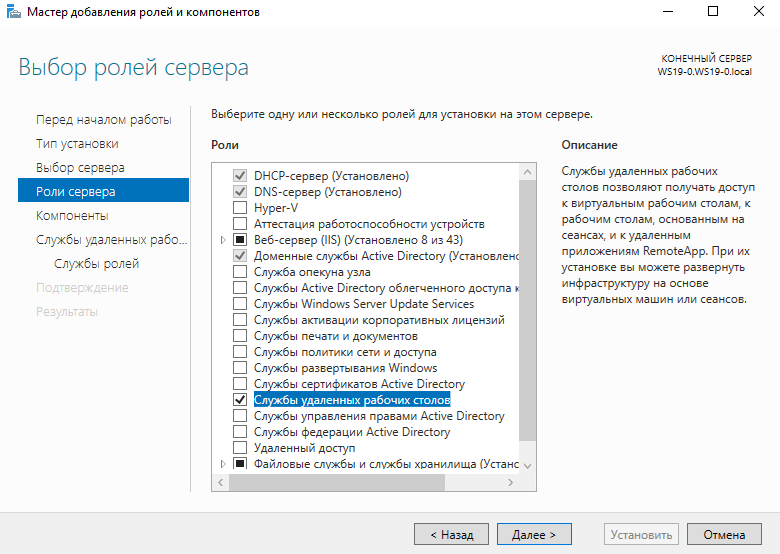 Мастер добавления ролей и компонентов
Выбор ролей сервера
КОНЕЧНЫЙ СЕРВЕР
WS19-0.WS19-0.local
Перед началом работы
Тип установки
Выбор сервера
Роли сервера
Компоненты
Службы удаленных рабо...
Службы ролей
Подтверждение
Результаты
Выберите одну или несколько ролей для установки на этом сервере.
Роли
DHCP-сервер (Установлено)
DNS-сервер (Установлено)
Hyper-V
Аттестация работоспособности устройств
Веб-сервер (IIS) (Установлено 8 из 43)
Доменные службы Active Directory (Установлено
Служба опекуна узла
Службы Active Directory облегченного доступа к
Службы Windows Server Update Services
Службы активации корпоративных лицензий
Службы печати и документов
Службы политики сети и доступа
Службы развертывания Windows
Службы сертификатов Active Directory
Службы удаленных рабочих столов
Службы управления правами Active Directory
Службы федерации Active Directory
Удаленный доступ
Файловые службы и службы хранилища (Устано
Описание
Службы удаленных рабочих
столов позволяют получать доступ
к виртуальным рабочим столам, к
рабочим столам, основанным на
сеансах, и к удаленным
приложениям RemoteApp. При их
установке вы можете развернуть
инфраструктуру на основе
виртуальных машин или сеансов.
< Назад
Далее >
Установить
Отмена